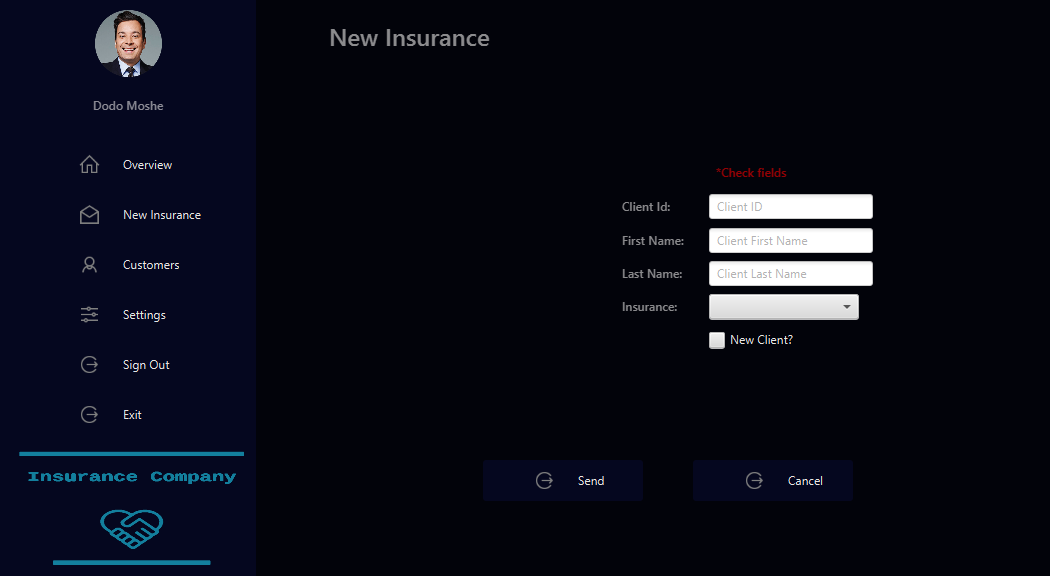 Dodo Moshe
Overview
New Insurance
Customers
Settings
Sign Out
Exit
Insurance Company
New Insurance
*Check fields
Client Id: Client ID
First Name: Client First Name
Last Name: Client Last Name
Insurance:
New Client?
Send Cancel